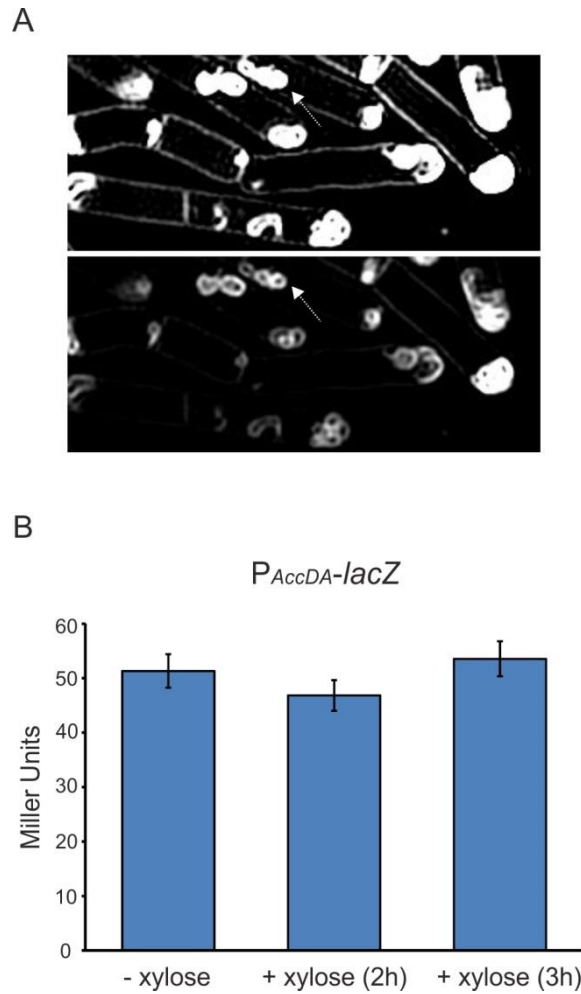 A
B
PAccDA-lacZ
60
50
40
30
20
10
0
Miller Units
- xylose
+ xylose (2h)
+ xylose (3h)